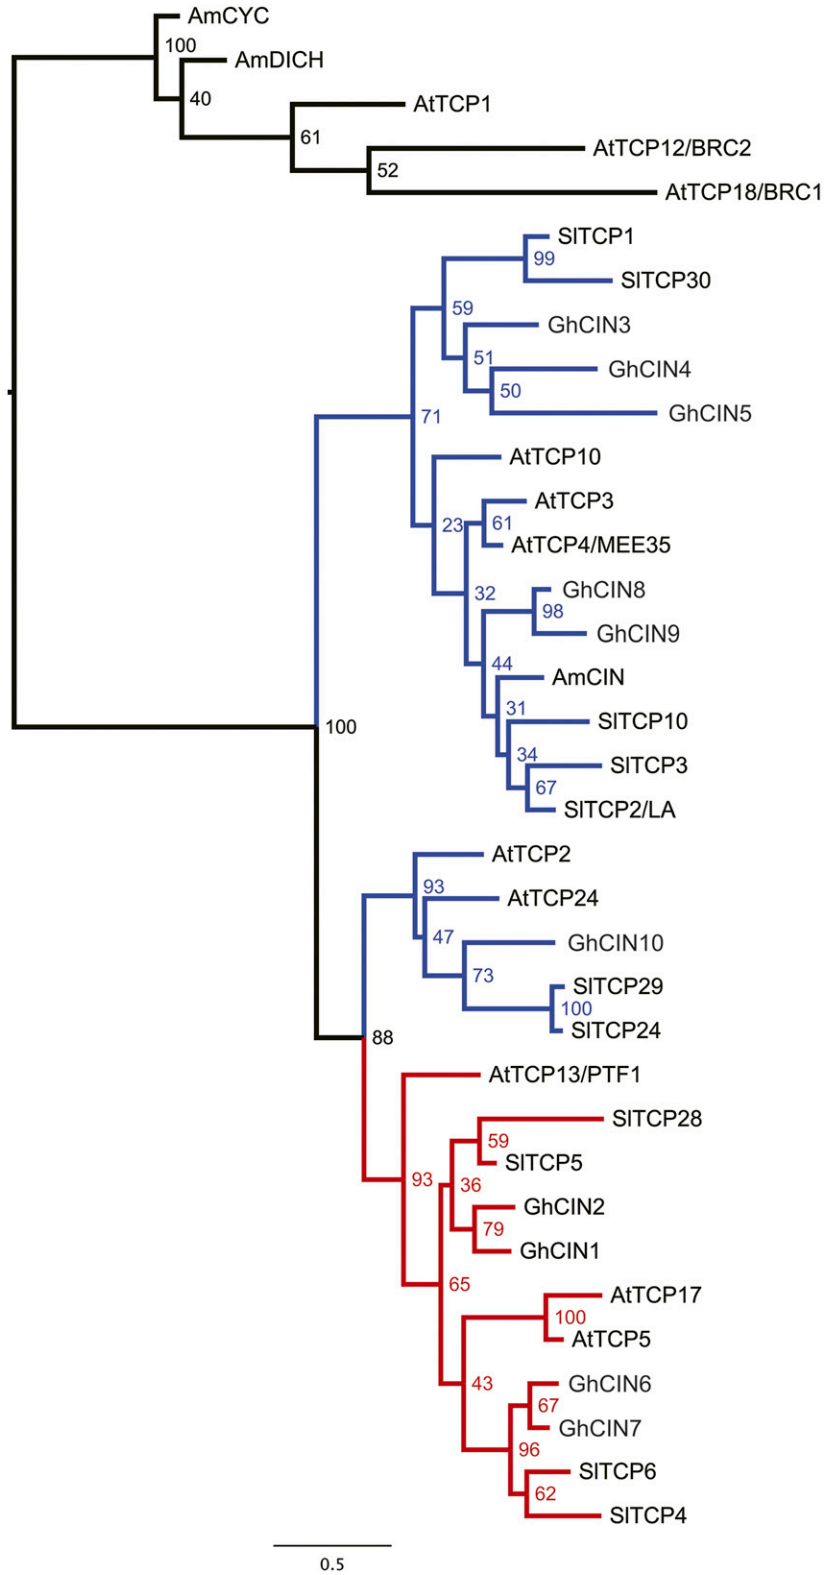 AmCYC
100
AmDICH
40
AtTCP1
61
AtTCP12/BRC2
52
AtTCP18/BRC1
SlTCP1
99
SlTCP30
59
GhCIN3
51
GhCIN4
50
GhCIN5
71
AtTCP10
AtTCP3
23
61
AtTCP4/MEE35
GhCIN8
32
98
GhCIN9
44
AmCIN
31
SlTCP10
100
34
SlTCP3
67
SlTCP2/LA
AtTCP2
93
AtTCP24
47
GhCIN10
73
SlTCP29
100
SlTCP24
88
AtTCP13/PTF1
SlTCP28
59
SlTCP5
93
36
GhCIN2
79
GhCIN1
65
AtTCP17
100
AtTCP5
43
GhCIN6
67
GhCIN7
96
SlTCP6
62
SlTCP4
0.5